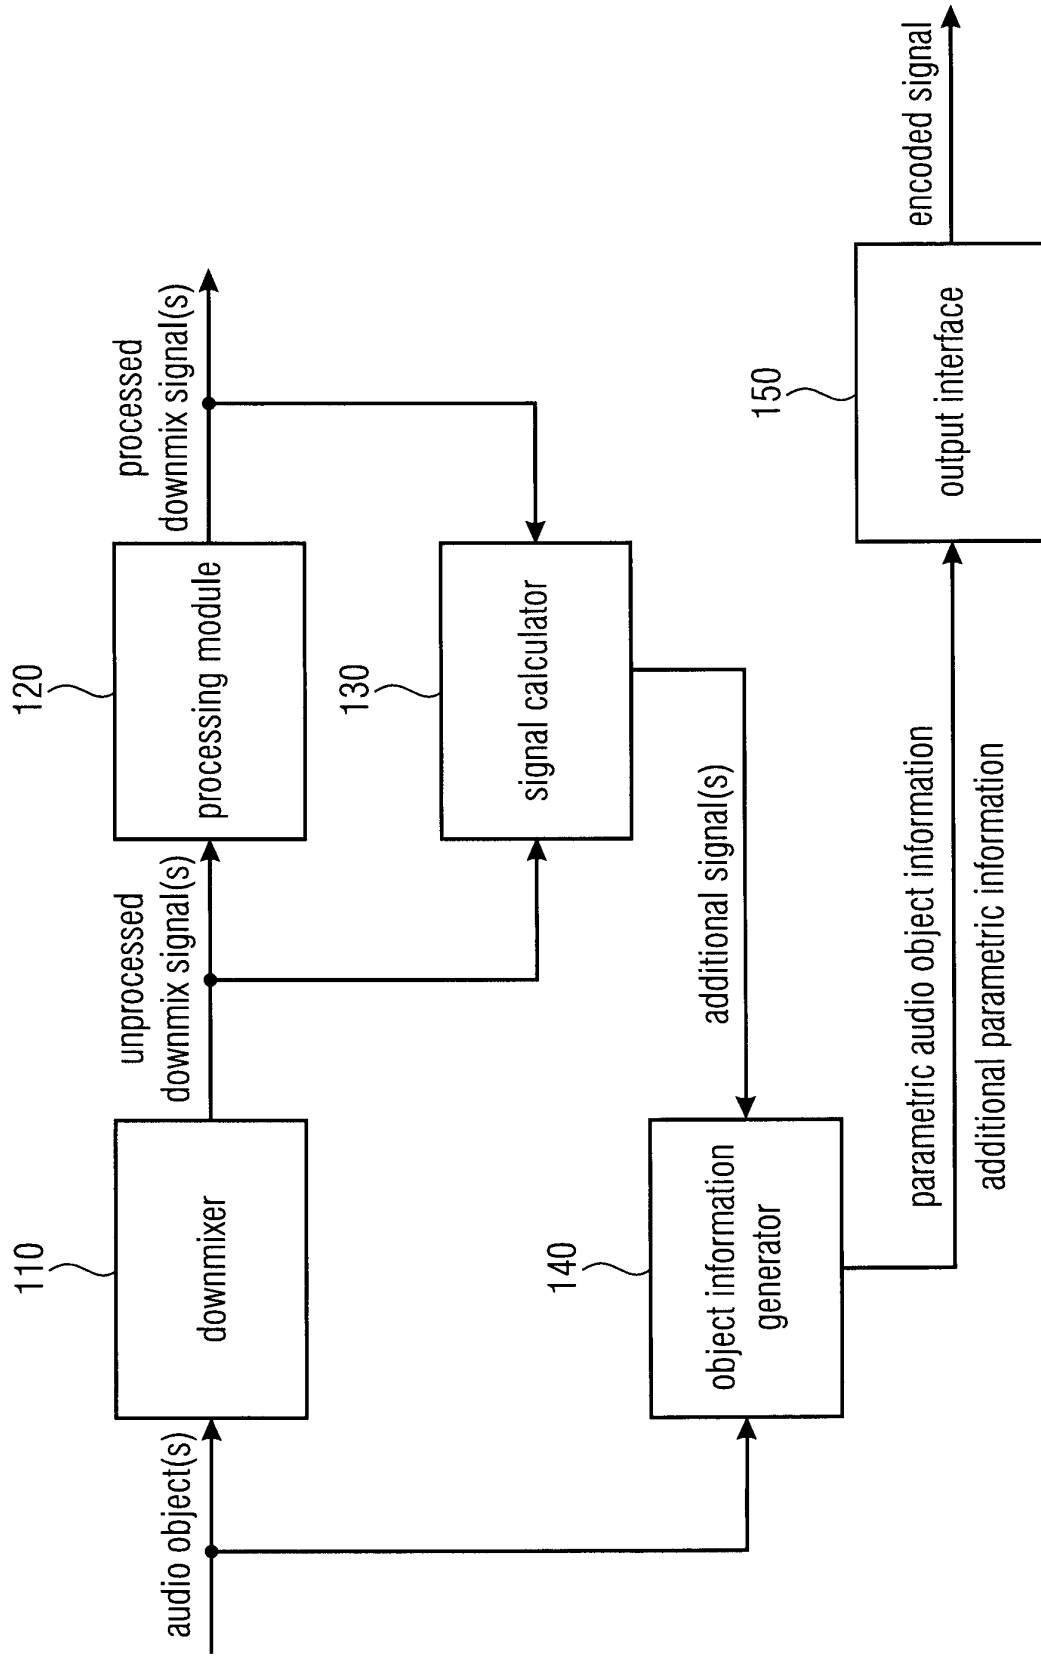 audio object(s)
110
downmixer
unprocessed
downmix signal(s)
120
processing module
processed
downmix signal(s)
130
signal calculator
additional signal(s)
140
object information
generator
parametric audio object information
additional parametric information
150
output interface
encoded signal